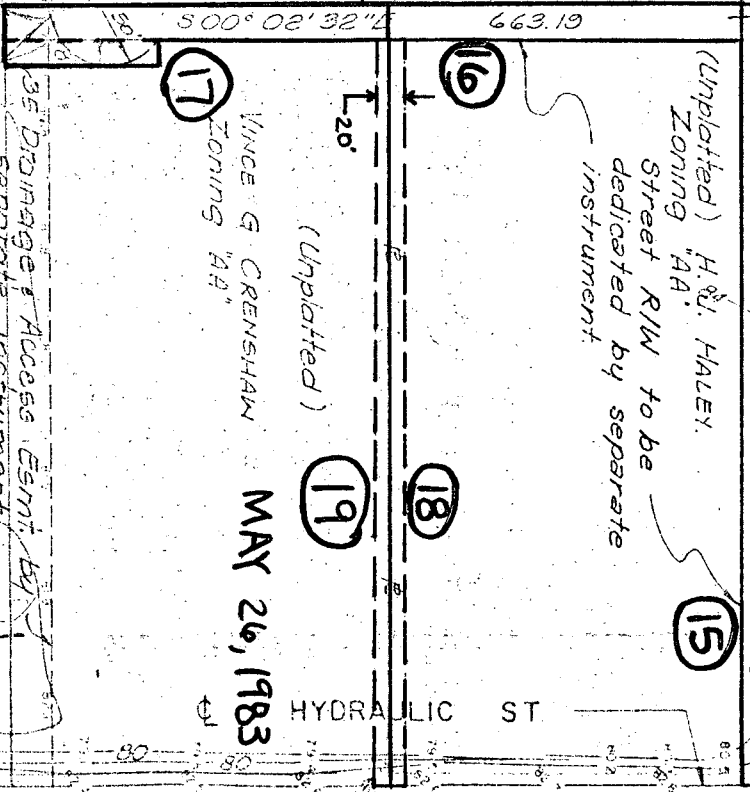 S 00° 02' 32"E
663.19
(Unplatted) H.W. HALEY.
Zoning "AA"
Street R/W to be
dedicated by separate
instrument.
16
17
20'
VINCE G CRENSHAW
Zoning "AA"
(Unplatted)
18
19
15
MAY 26, 1983
35' Drainage & Access Esmt. by
separate instrument
℄ HYDRAULIC ST
80
80